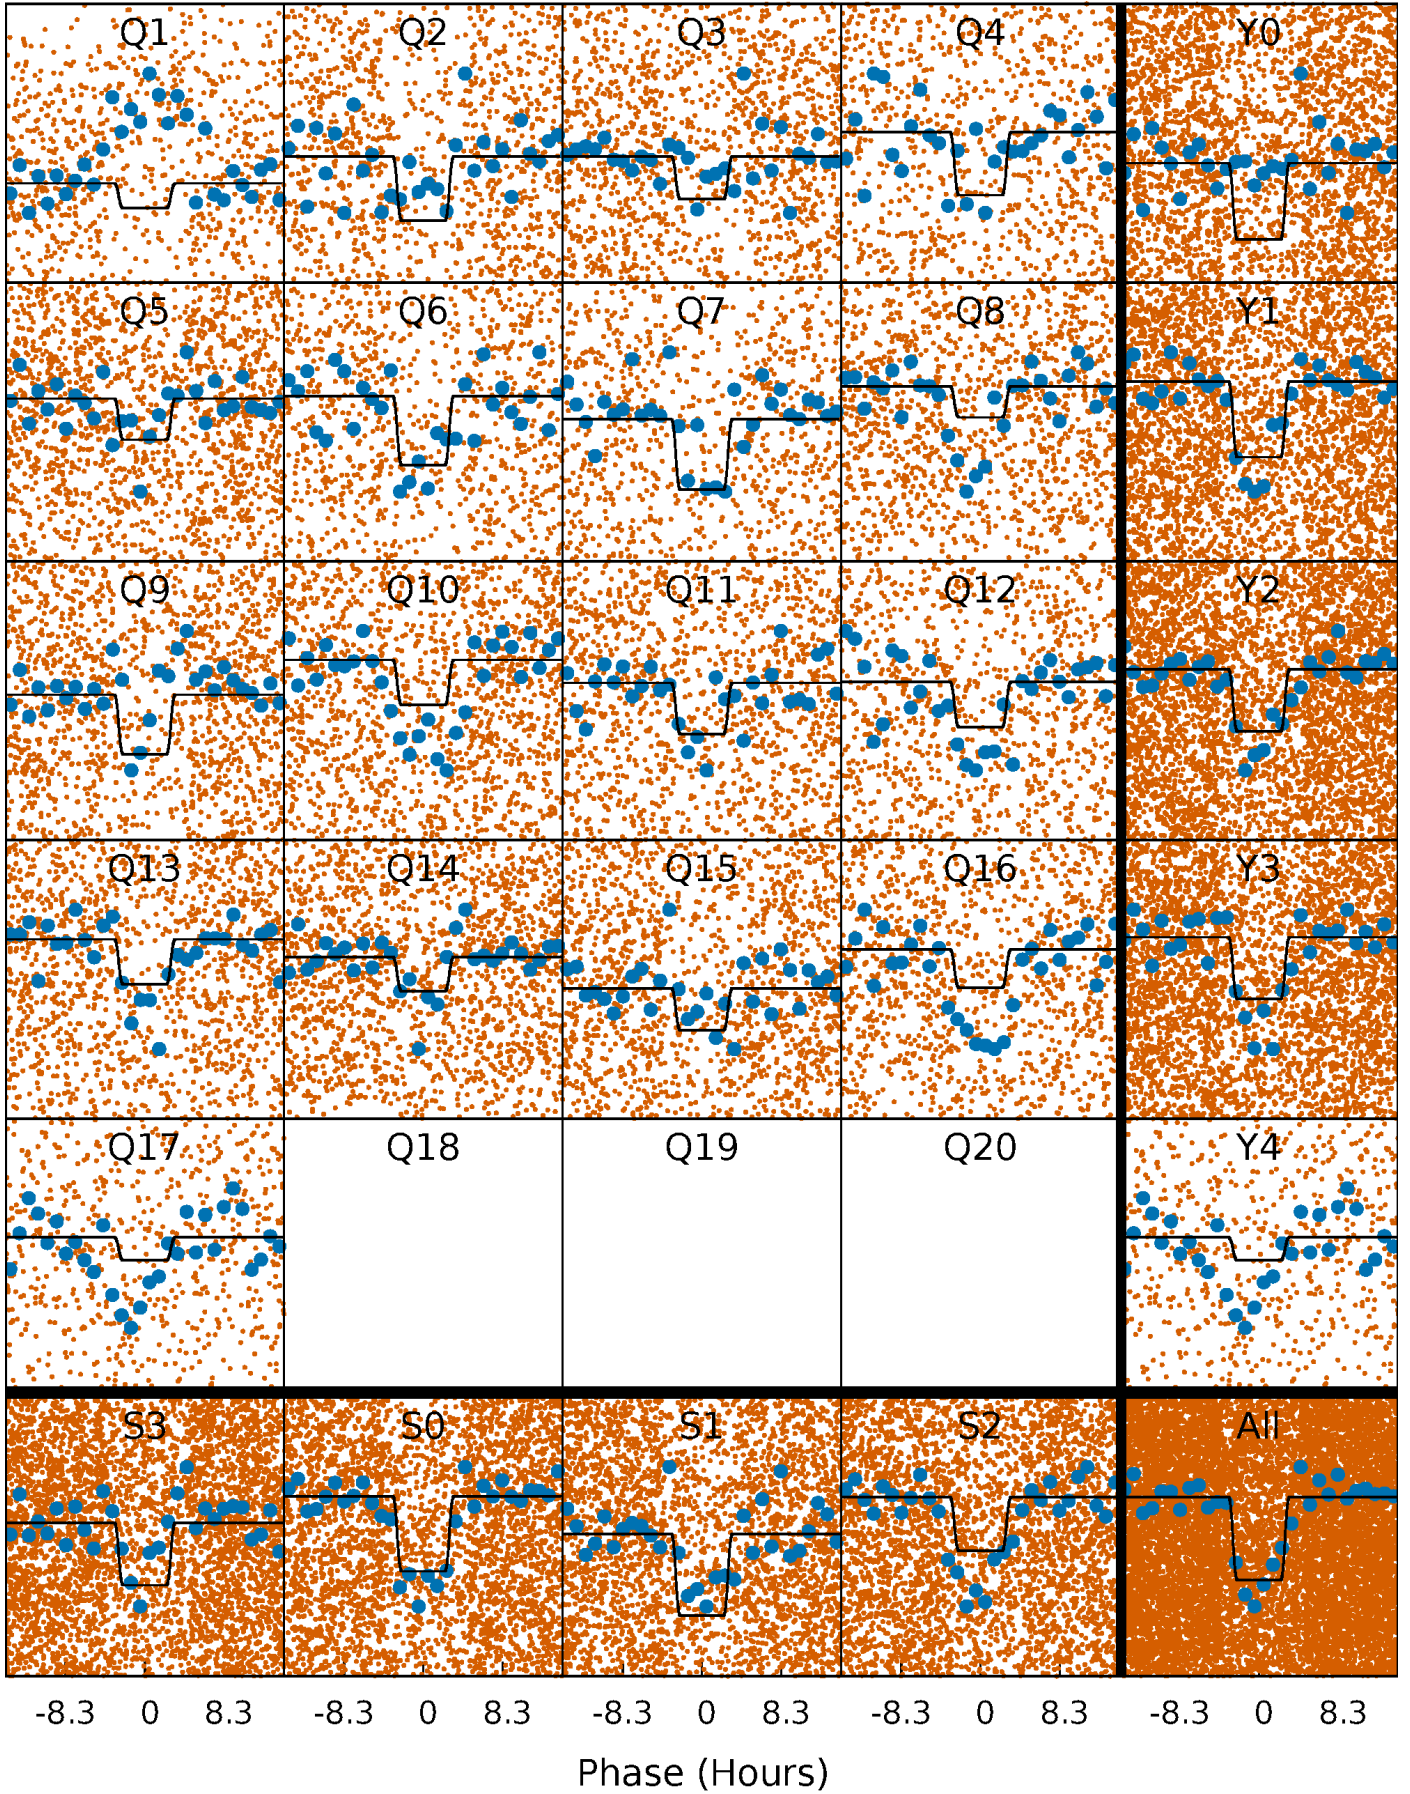 Q1 Q2 Q3 Q4 Y0
Q5 Q6 Q7 Q8 Y1
Q9 Q10 Q11 Q12 Y2
Q13 Q14 Q15 Q16 Y3
Q17 Q18 Q19 Q20 Y4
S3 S0 S1 S2 All
-8.3 0 8.3 -8.3 0 8.3 -8.3 0 8.3 -8.3 0 8.3 -8.3 0 8.3
Phase (Hours)